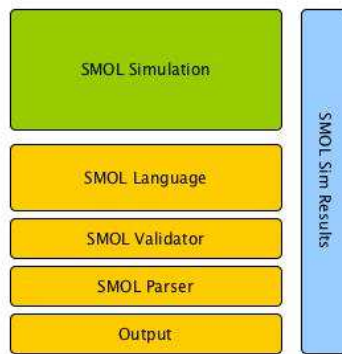 SMOL Simulation
SMOL Language
SMOL Validator
SMOL Parser
Output
SMOL Sim Results